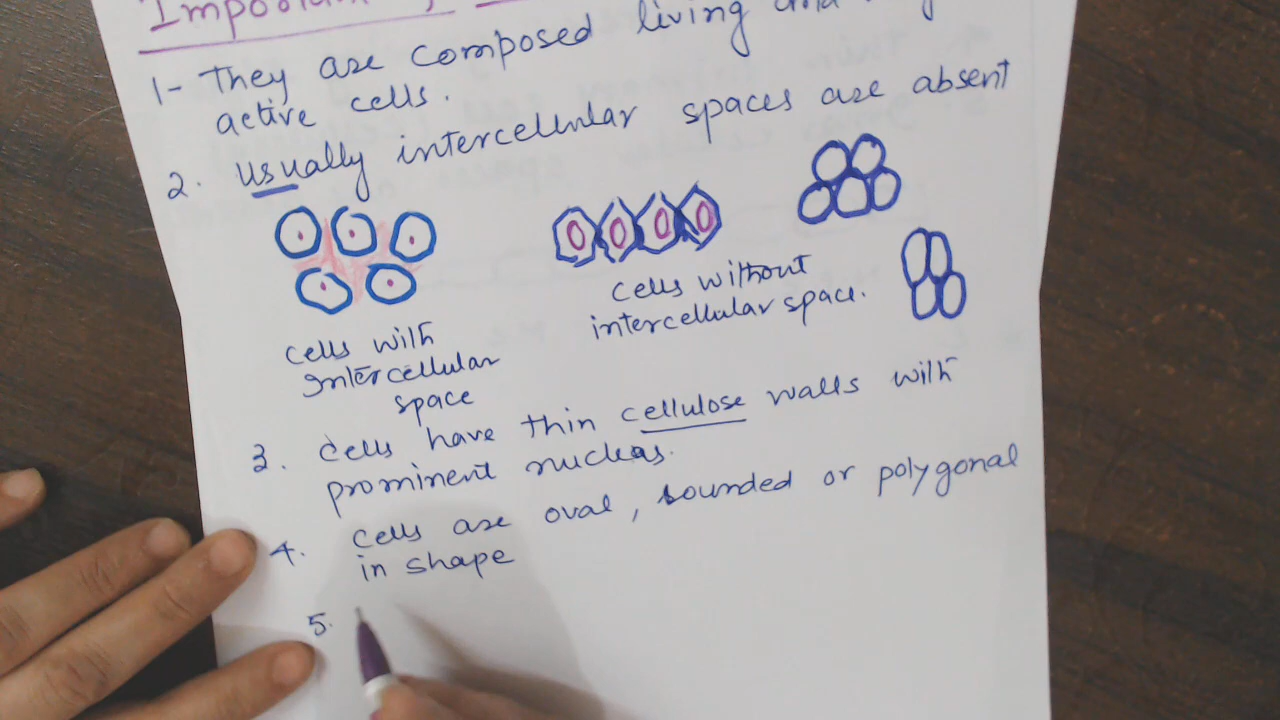 1- They are composed living and
active cells.
2. Usually intercellular spaces are absent
cells with
Intercellular
space
cells without
intercellular space.
3. Cells have thin cellulose walls with
prominent nucleus.
4. Cells are oval, rounded or polygonal
in shape
5.